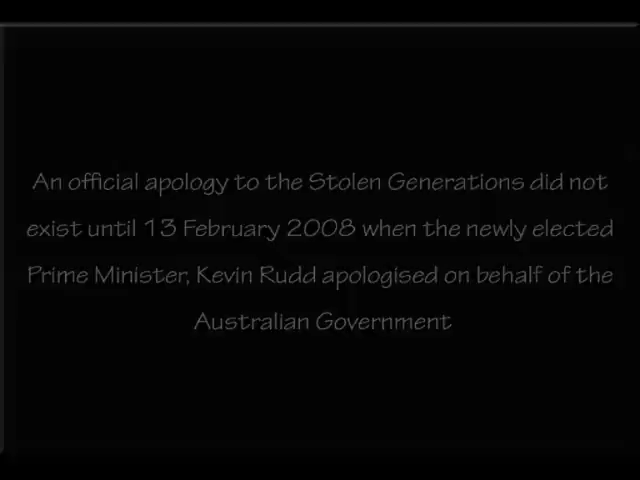 An official apology to the Stolen Generations did not
exist until 13 February 2008 when the newly elected
Prime Minister, Kevin Rudd apologised on behalf of the
Australian Government